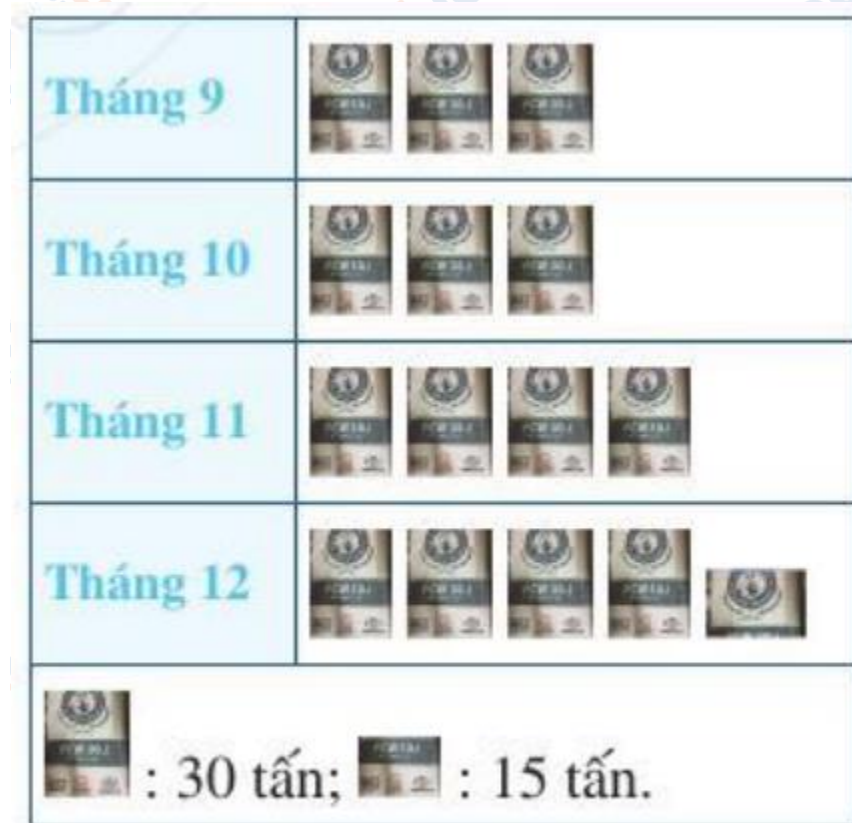 Tháng 9
Tháng 10
Tháng 11
Tháng 12
: 30 tấn; : 15 tấn.